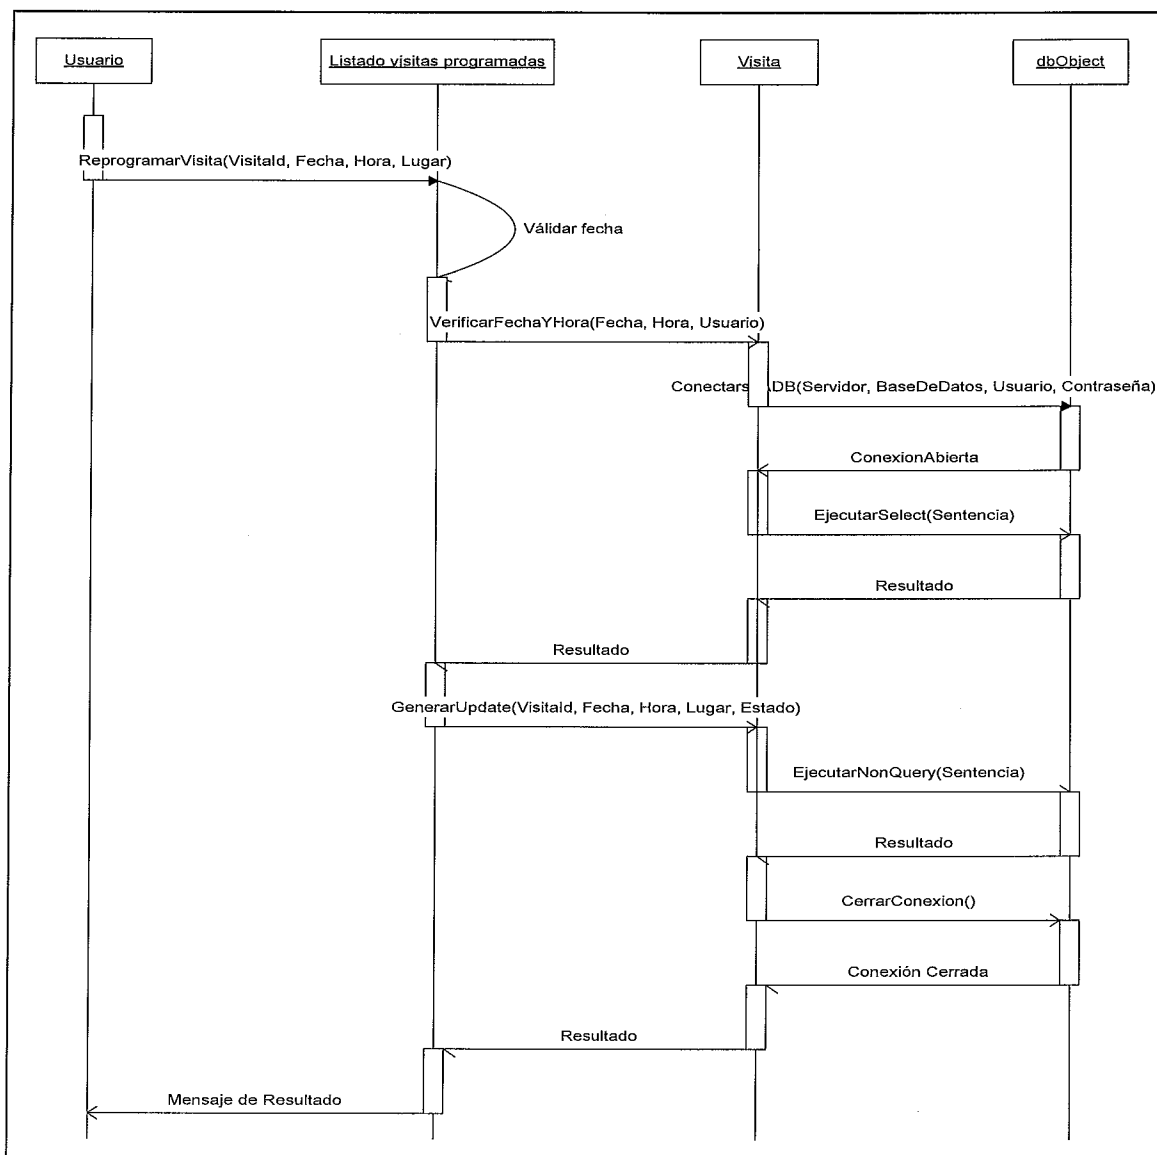 Usuario
Listado visitas programadas
Visita
dbObject
ReprogramarVisita(VisitaId, Fecha, Hora, Lugar)
Válidar fecha
VerificarFechaYHora(Fecha, Hora, Usuario)
Conectars ADB(Servidor, BaseDeDatos, Usuario, Contraseña)
ConexionAbierta
EjecutarSelect(Sentencia)
Resultado
Resultado
GenerarUpdate(VisitaId, Fecha, Hora, Lugar, Estado)
EjecutarNonQuery(Sentencia)
Resultado
CerrarConexion()
Conexión Cerrada
Resultado
Mensaje de Resultado